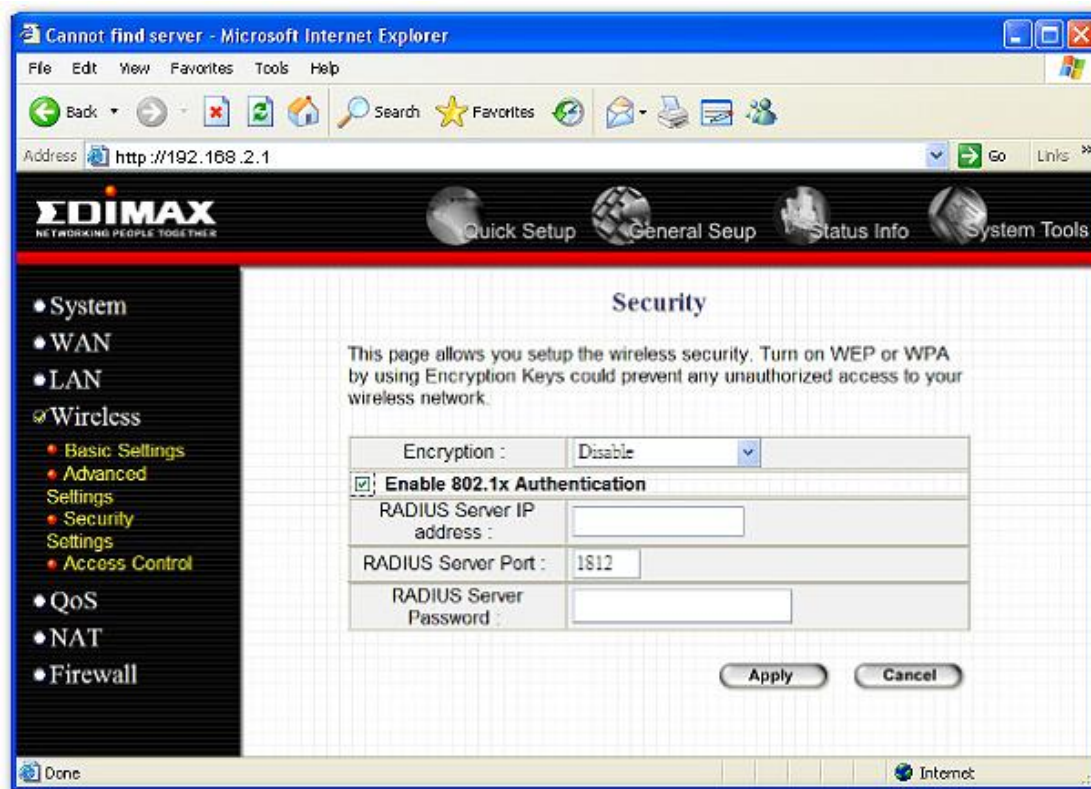 Cannot find server - Microsoft Internet Explorer
File Edit View Favorites Tools Help
Back Search Favorites
Address http://192.168.2.1 Go Links »
EDIMAX
NETWORKING PEOPLE TOGETHER
Quick Setup General Seup Status Info System Tools
System
WAN
LAN
Wireless
Basic Settings
Advanced
Settings
Security
Settings
Access Control
QoS
NAT
Firewall
Security
This page allows you setup the wireless security. Turn on WEP or WPA
by using Encryption Keys could prevent any unauthorized access to your
wireless network.
Encryption : Disable
Enable 802.1x Authentication
RADIUS Server IP
address :
RADIUS Server Port : 1812
RADIUS Server
Password :
Apply Cancel
Done Internet